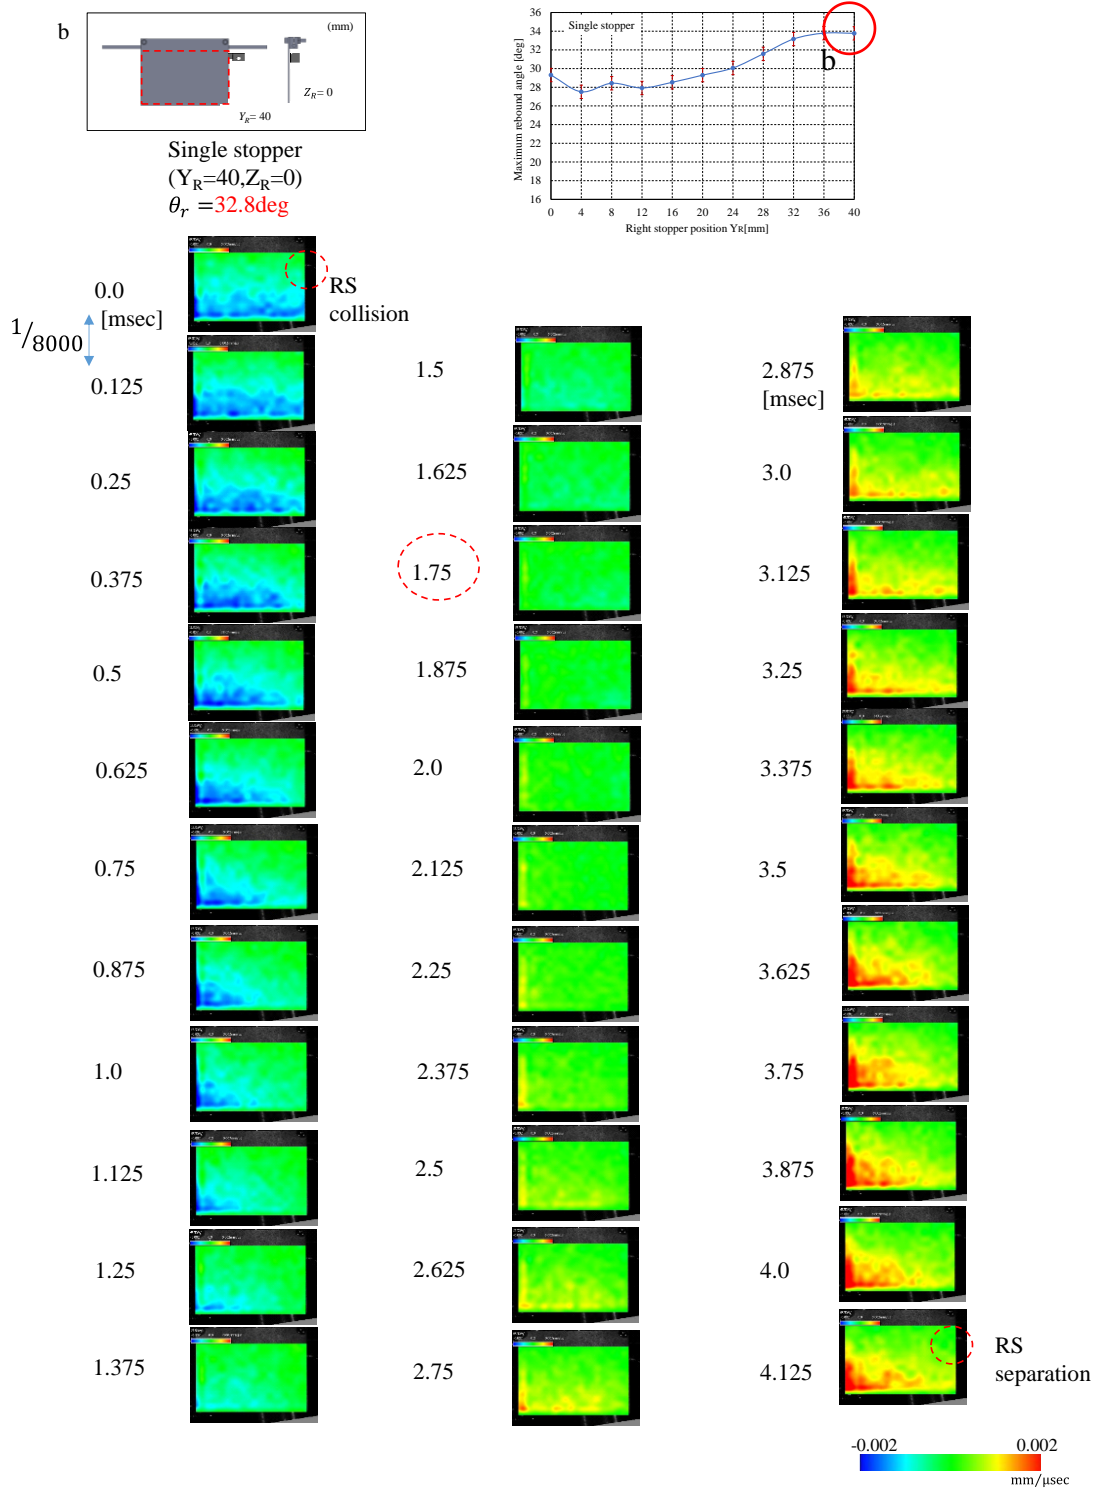 b
(mm)
Z_R= 0
Y_R= 40
Single stopper
(Y_R=40,Z_R=0)
θ_r =32.8deg
Maximum rebound angle [deg]
36
34
32
30
28
26
24
22
20
18
16
Single stopper
b
0 4 8 12 16 20 24 28 32 36 40
Right stopper position YR[mm]
0.0
[msec]
1/8000
RS
collision
0.125
0.25
0.375
0.5
0.625
0.75
0.875
1.0
1.125
1.25
1.375
1.5
1.625
1.75
1.875
2.0
2.125
2.25
2.375
2.5
2.625
2.75
2.875
[msec]
3.0
3.125
3.25
3.375
3.5
3.625
3.75
3.875
4.0
4.125
RS
separation
-0.002 0.002
mm/μsec